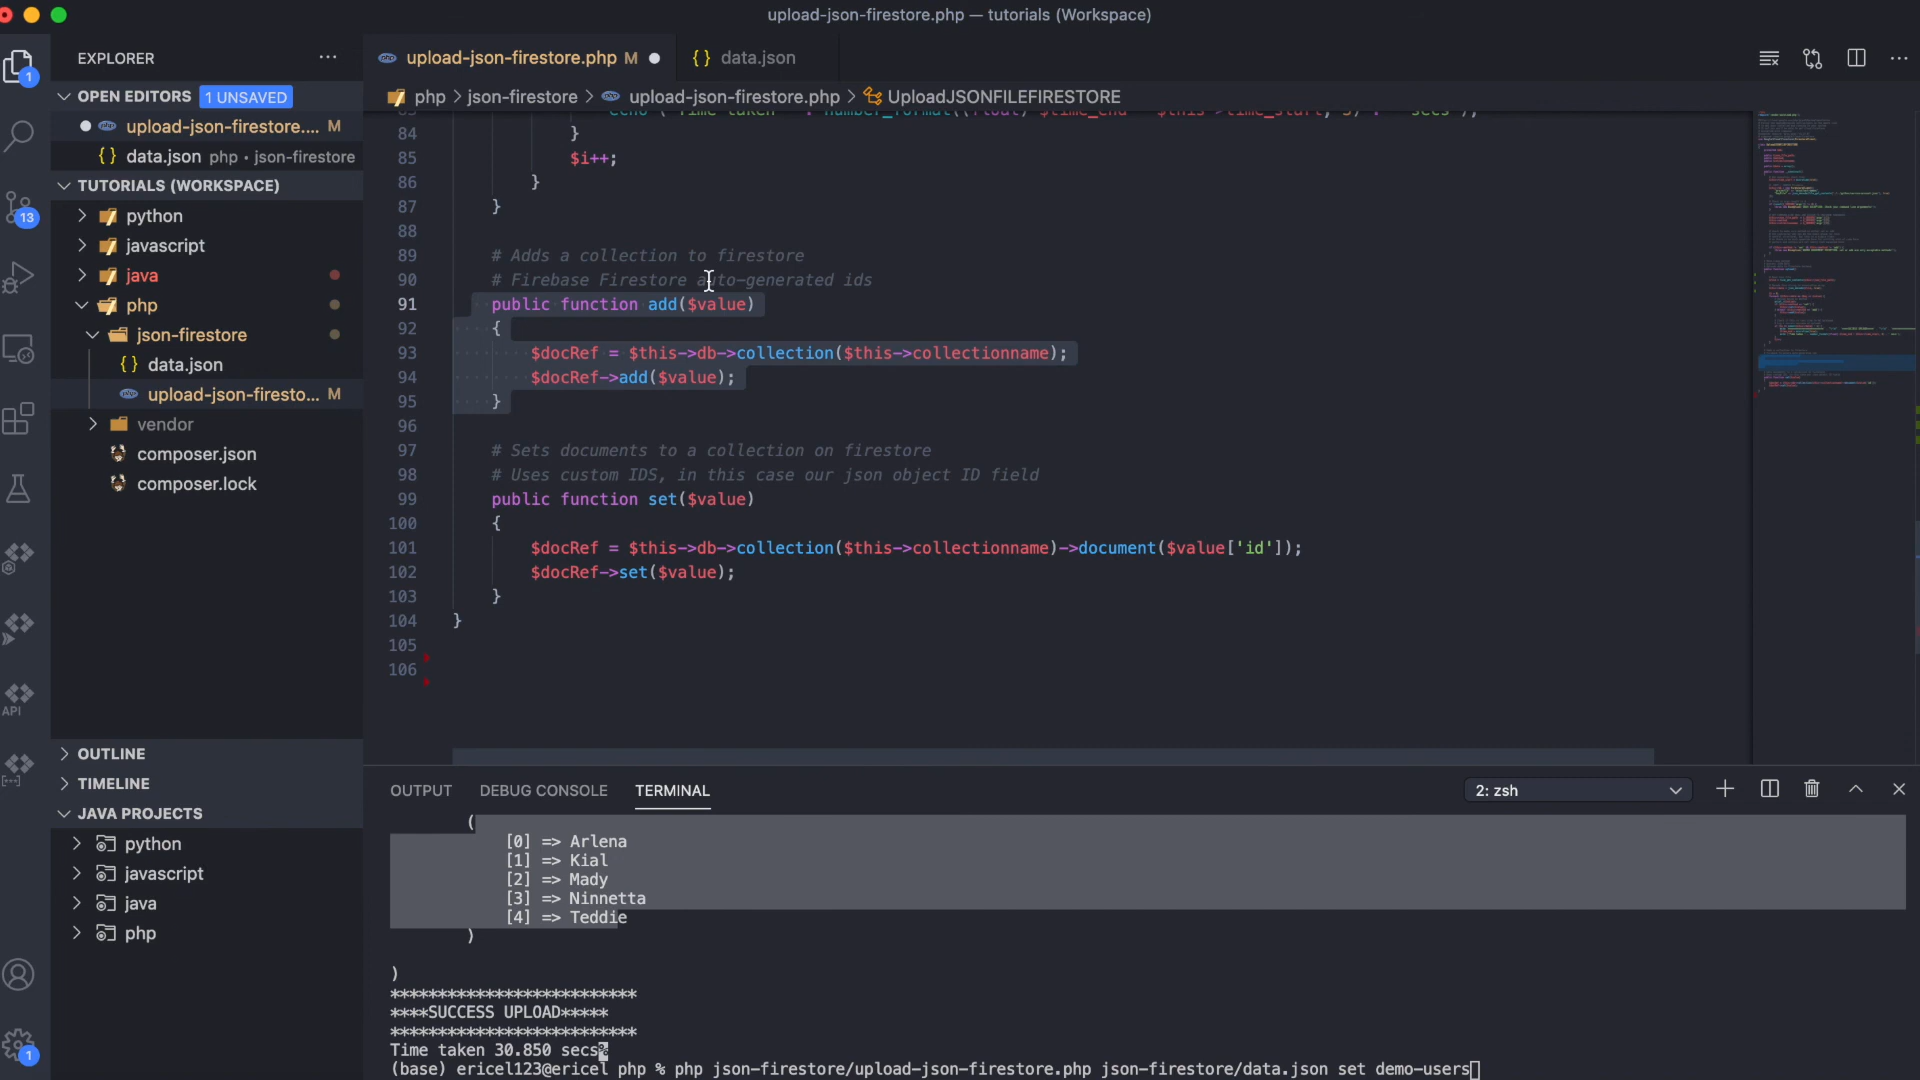 upload-json-firestore.php — tutorials (Workspace)
EXPLORER
upload-json-firestore.php M
data.json
1
OPEN EDITORS 1 UNSAVED
php > json-firestore > upload-json-firestore.php > UploadJSONFILEFIRESTORE
upload-json-firestore.... M
data.json php • json-firestore
TUTORIALS (WORKSPACE)
13
python
javascript
java
php
json-firestore
data.json
upload-json-firesto... M
vendor
composer.json
composer.lock
API
OUTLINE
TIMELINE
JAVA PROJECTS
python
javascript
java
php
1
84 }
85 $i++;
86 }
87 }
88
89 # Adds a collection to firestore
90 # Firebase Firestore auto-generated ids
91 public function add($value)
92 {
93 $docRef = $this->db->collection($this->collectionname);
94 $docRef->add($value);
95 }
96
97 # Sets documents to a collection on firestore
98 # Uses custom IDS, in this case our json object ID field
99 public function set($value)
100 {
101 $docRef = $this->db->collection($this->collectionname)->document($value['id']);
102 $docRef->set($value);
103 }
104 }
105
106
OUTPUT DEBUG CONSOLE TERMINAL
2: zsh
(
[0] => Arlena
[1] => Kial
[2] => Mady
[3] => Ninnetta
[4] => Teddie
)
)
**************************
****SUCCESS UPLOAD*****
**************************
Time taken 30.850 secs%
(base) ericel123@ericel php % php json-firestore/upload-json-firestore.php json-firestore/data.json set demo-users